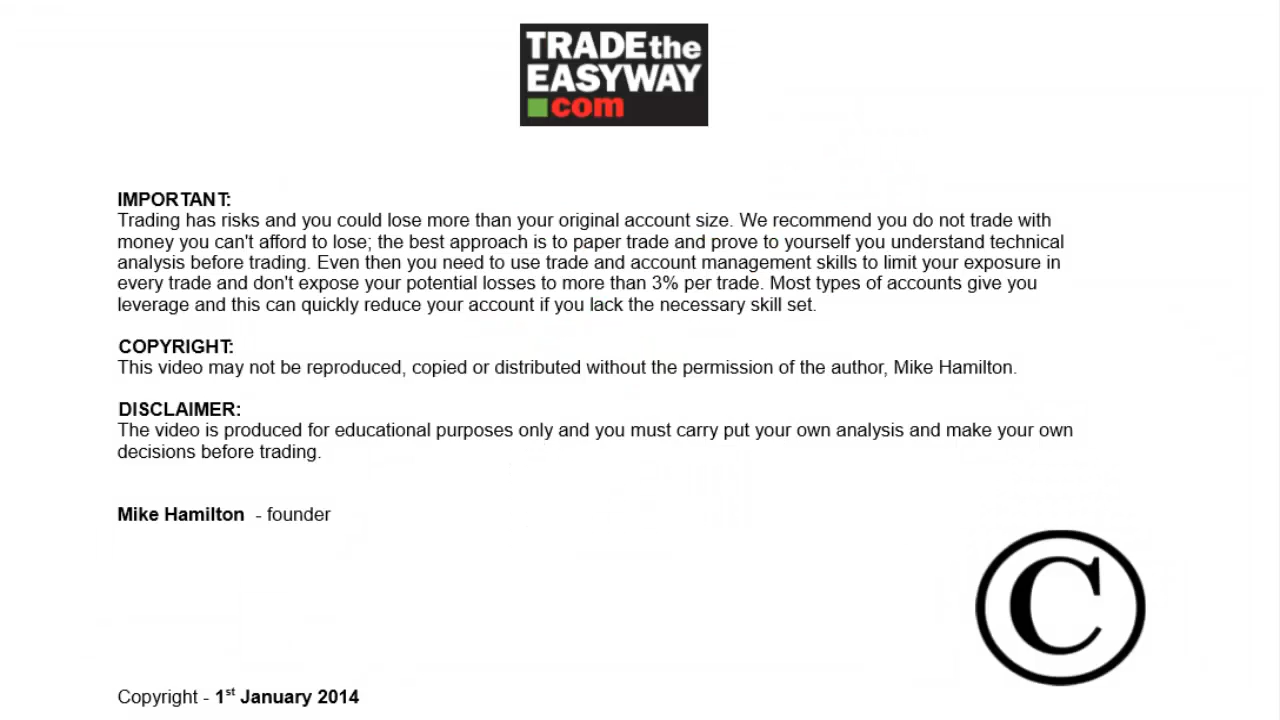 TRADEthe
EASYWAY
com
IMPORTANT:
Trading has risks and you could lose more than your original account size. We recommend you do not trade with
money you can't afford to lose; the best approach is to paper trade and prove to yourself you understand technical
analysis before trading. Even then you need to use trade and account management skills to limit your exposure in
every trade and don't expose your potential losses to more than 3% per trade. Most types of accounts give you
leverage and this can quickly reduce your account if you lack the necessary skill set.
COPYRIGHT:
This video may not be reproduced, copied or distributed without the permission of the author, Mike Hamilton.
DISCLAIMER:
The video is produced for educational purposes only and you must carry put your own analysis and make your own
decisions before trading.
Mike Hamilton - founder
©
Copyright - 1st January 2014